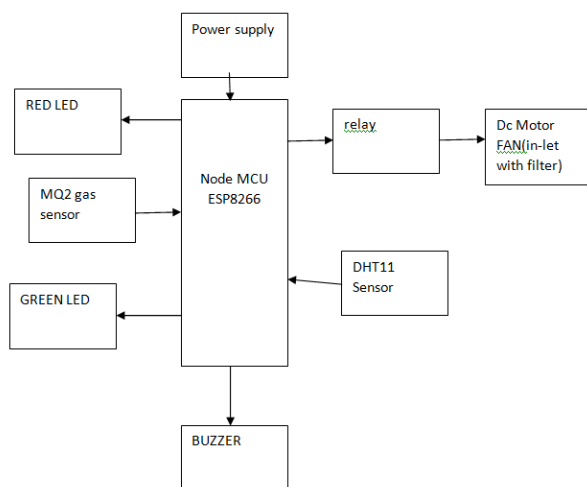 Power supply
RED LED
relay
Dc Motor
FAN(in-let
with filter)
Node MCU
ESP8266
MQ2 gas
sensor
DHT11
Sensor
GREEN LED
BUZZER